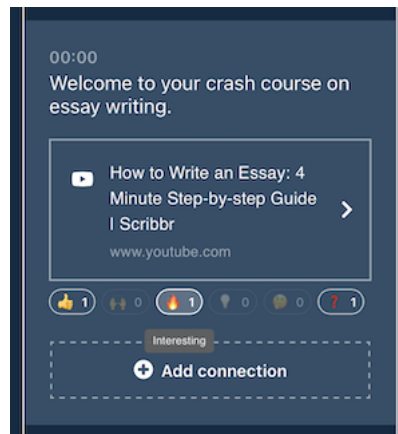 00:00
Welcome to your crash course on
essay writing.
How to Write an Essay: 4
Minute Step-by-step Guide
| Scribbr
www.youtube.com
👍 1 🙌 0 🔥 1 💡 0 🤔 0 ❓ 1
Interesting
Add connection